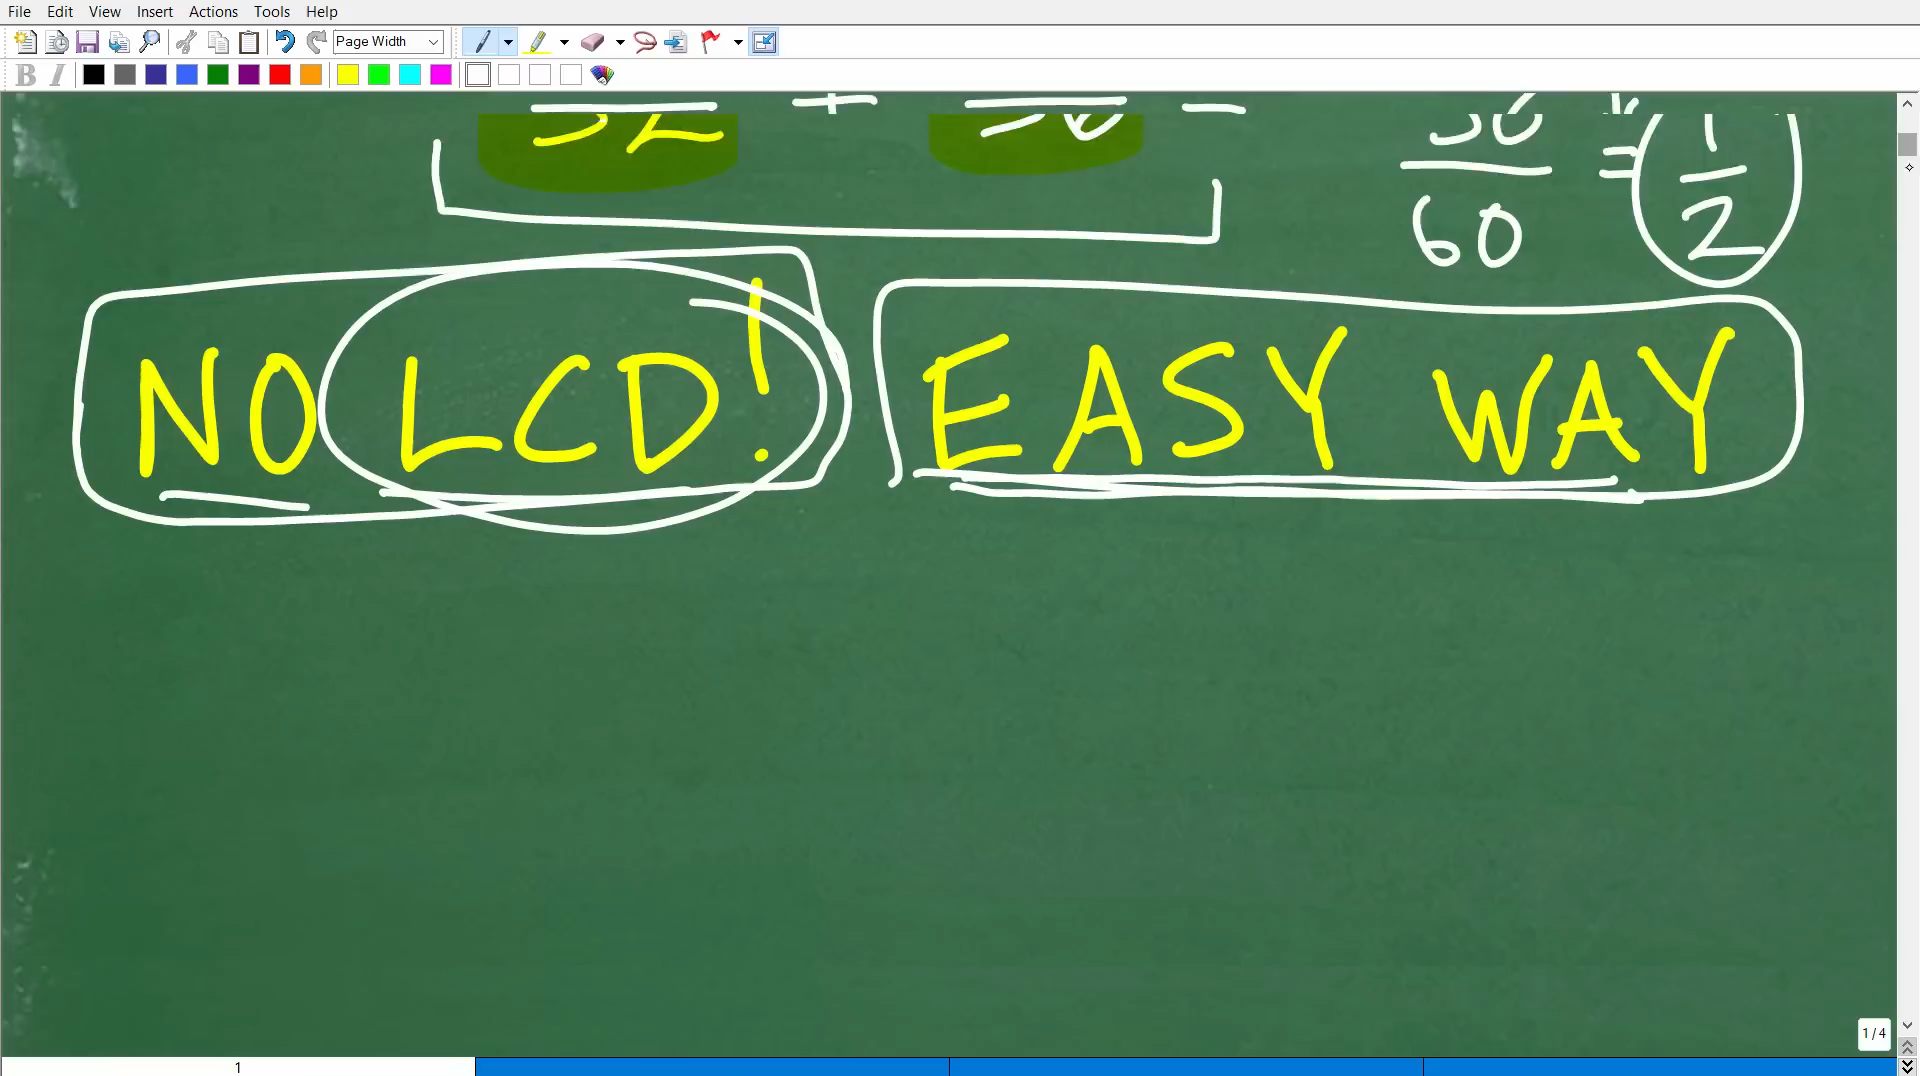 File Edit View Insert Actions Tools Help
Page Width
B I
+ =
30
60 = 1
2
NO LCD! EASY WAY
1 / 4
1